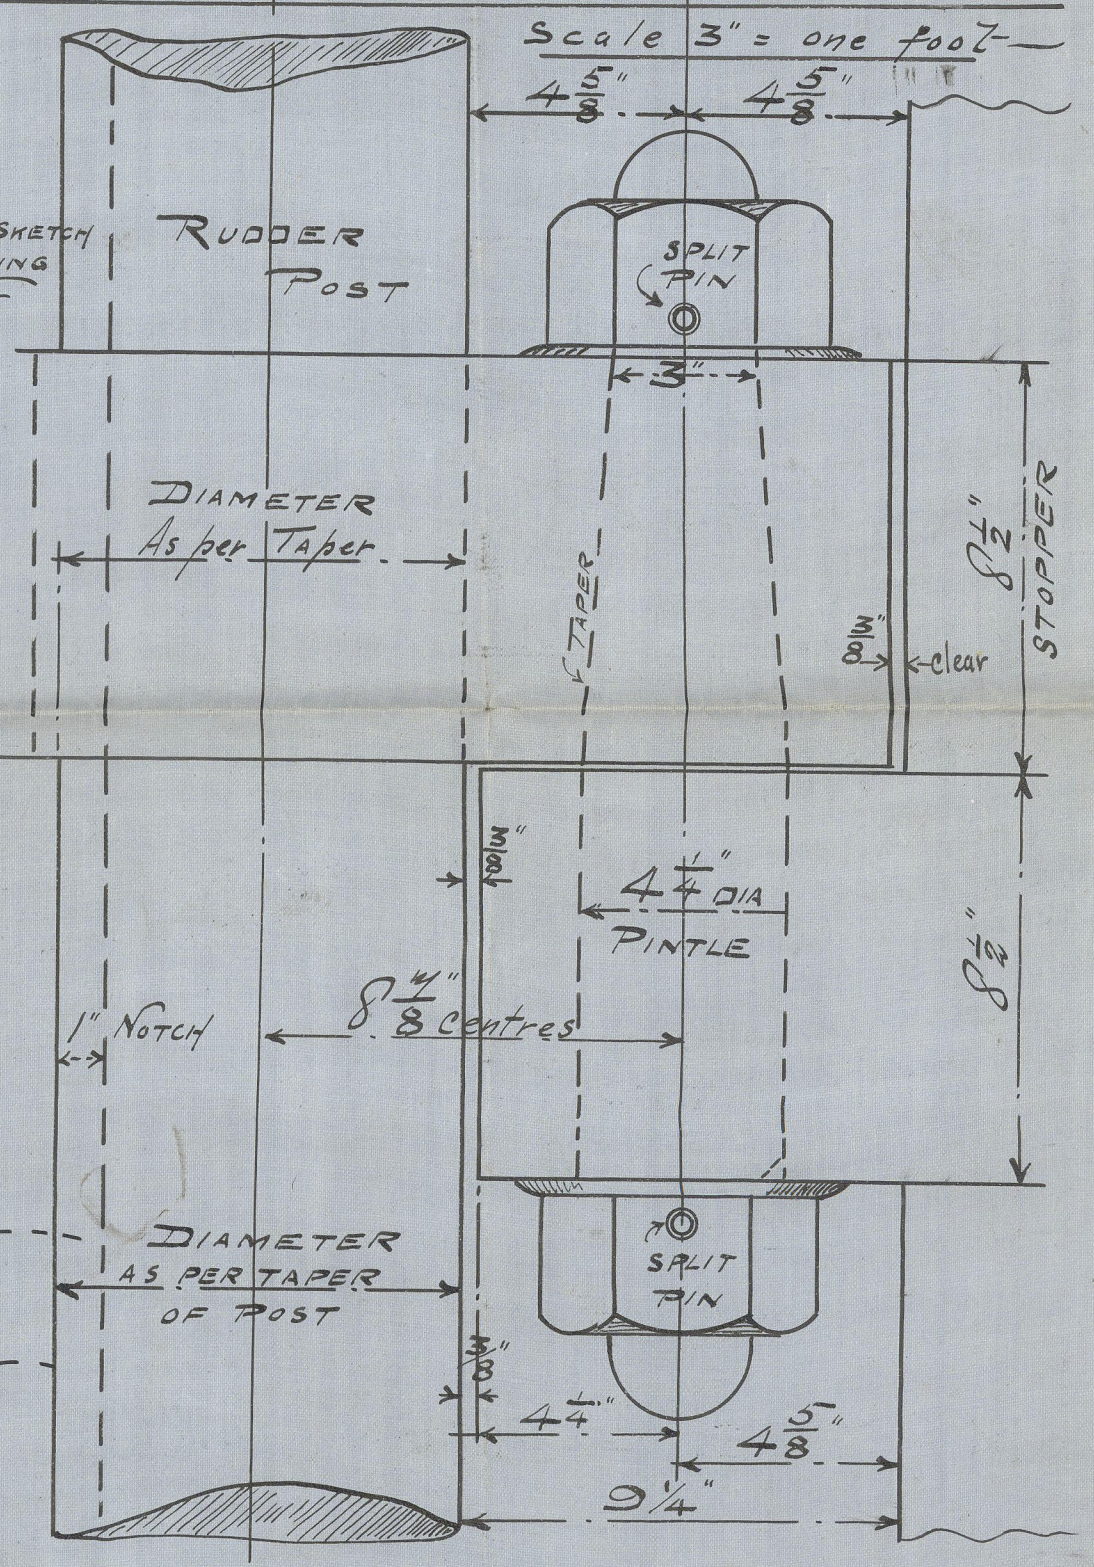 Scale 3" = one foot
4 5/8" 4 5/8"
SKETCH
RUDDER
POST
SPLIT
PIN
3"
DIAMETER
As per Taper
TAPER
8 1/2"
STOPPER
3/8" clear
3/8"
4 1/4" DIA
PINTLE
8 1/2"
8 7/8" centres
1" NOTCH
DIAMETER
AS PER TAPER
OF POST
SPLIT
PIN
3/8"
4 1/4"
4 5/8"
9 1/4"